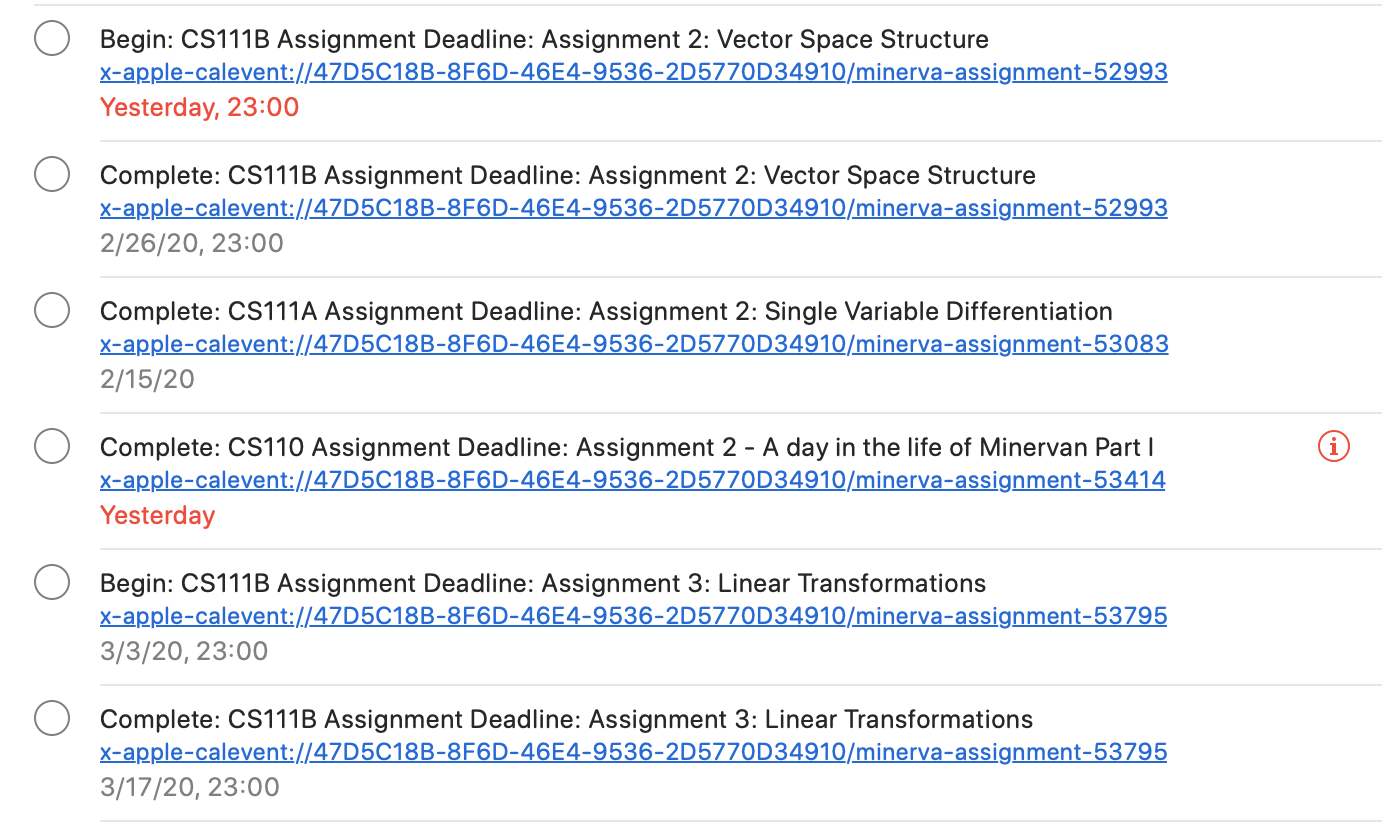 Begin: CS111B Assignment Deadline: Assignment 2: Vector Space Structure
x-apple-calevent://47D5C18B-8F6D-46E4-9536-2D5770D34910/minerva-assignment-52993
Yesterday, 23:00
Complete: CS111B Assignment Deadline: Assignment 2: Vector Space Structure
x-apple-calevent://47D5C18B-8F6D-46E4-9536-2D5770D34910/minerva-assignment-52993
2/26/20, 23:00
Complete: CS111A Assignment Deadline: Assignment 2: Single Variable Differentiation
x-apple-calevent://47D5C18B-8F6D-46E4-9536-2D5770D34910/minerva-assignment-53083
2/15/20
Complete: CS110 Assignment Deadline: Assignment 2 - A day in the life of Minervan Part I
x-apple-calevent://47D5C18B-8F6D-46E4-9536-2D5770D34910/minerva-assignment-53414
Yesterday
Begin: CS111B Assignment Deadline: Assignment 3: Linear Transformations
x-apple-calevent://47D5C18B-8F6D-46E4-9536-2D5770D34910/minerva-assignment-53795
3/3/20, 23:00
Complete: CS111B Assignment Deadline: Assignment 3: Linear Transformations
x-apple-calevent://47D5C18B-8F6D-46E4-9536-2D5770D34910/minerva-assignment-53795
3/17/20, 23:00